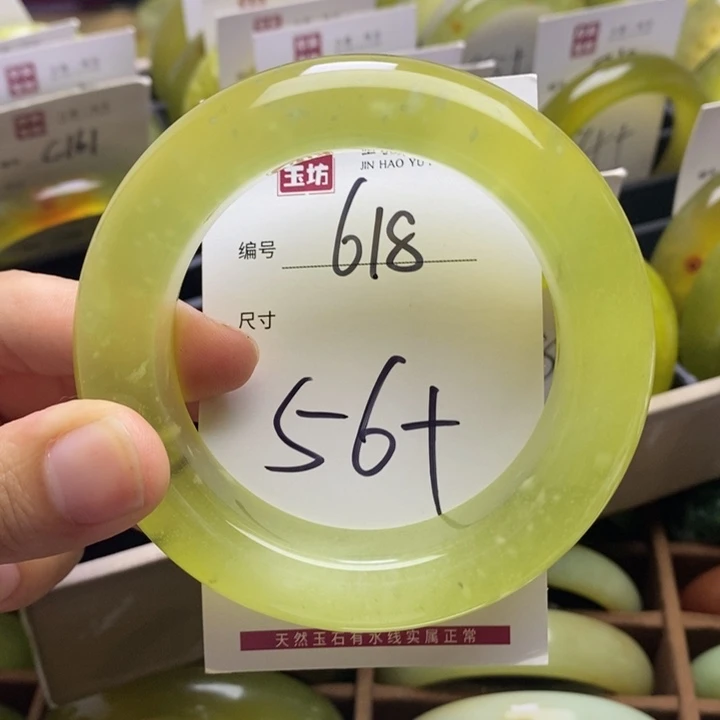 玉坊
JIN HAO YU
编号 618
尺寸
56+
天然玉石有水线实属正常
6161